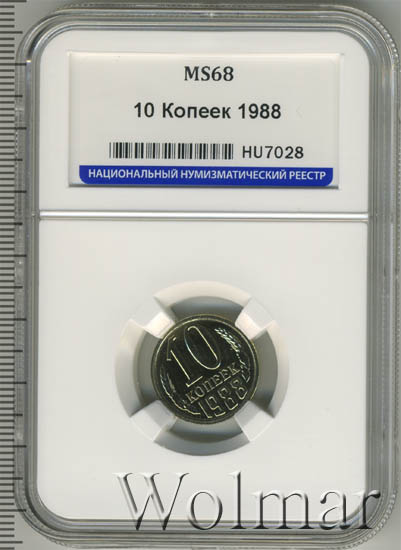 MS68
10 Копеек 1988
HU7028
НАЦИОНАЛЬНЫЙ НУМИЗМАТИЧЕСКИЙ РЕЕСТР
10
КОПЕЕК
1988
Wolmar